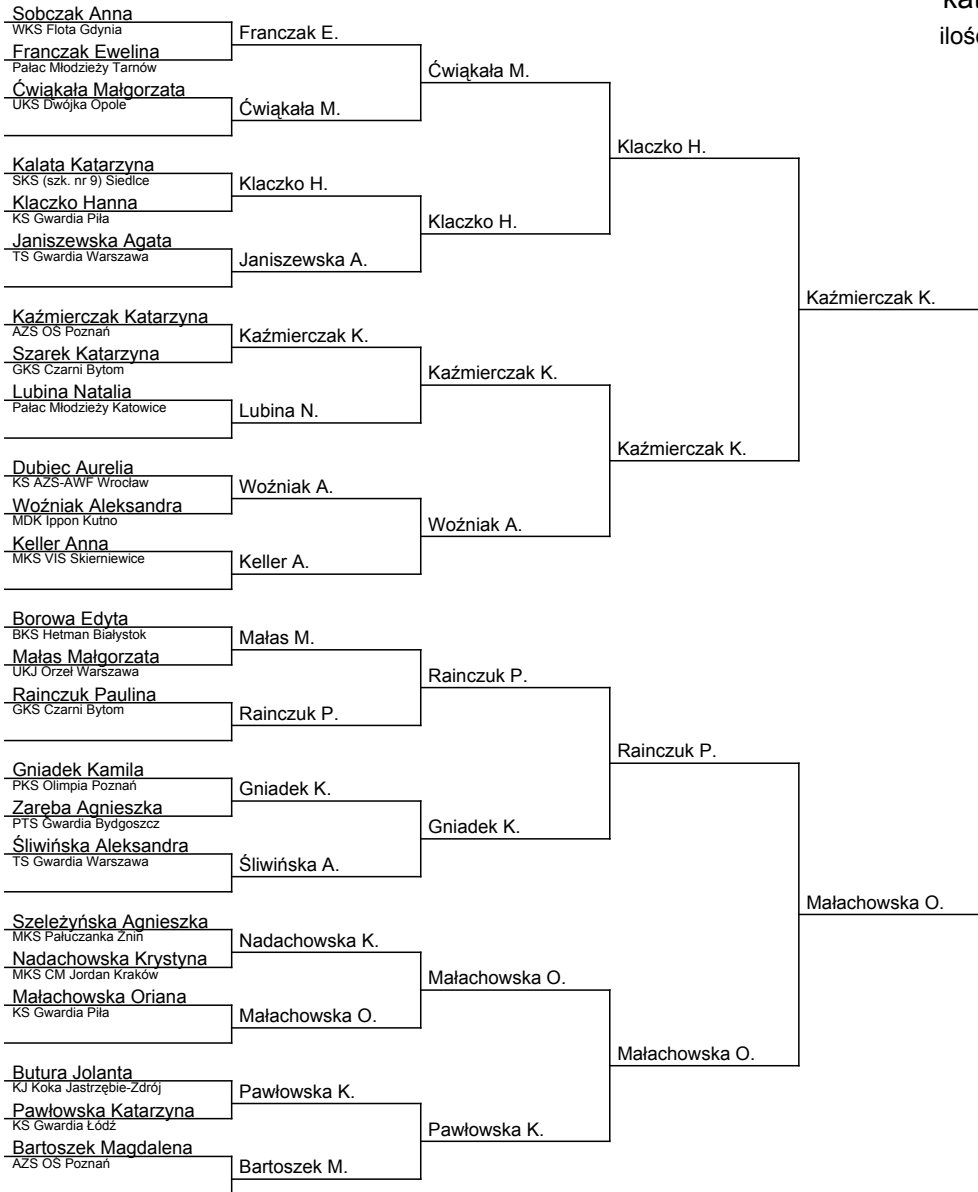 kat
iloś
Sobczak Anna
WKS Flota Gdynia
Franczak E.
Franczak Ewelina
Pałac Młodzieży Tarnów
Ćwiąkała M.
Ćwiąkała Małgorzata
UKS Dwójka Opole
Ćwiąkała M.
Klaczko H.
Kalata Katarzyna
SKS (szk. nr 9) Siedlce
Klaczko H.
Klaczko Hanna
KS Gwardia Piła
Klaczko H.
Janiszewska Agata
TS Gwardia Warszawa
Janiszewska A.
Kaźmierczak K.
Kaźmierczak Katarzyna
AZS OŚ Poznań
Kaźmierczak K.
Szarek Katarzyna
GKS Czarni Bytom
Kaźmierczak K.
Lubina Natalia
Pałac Młodzieży Katowice
Lubina N.
Kaźmierczak K.
Dubiec Aurelia
KS AZS-AWF Wrocław
Woźniak A.
Woźniak Aleksandra
MDK Ippon Kutno
Woźniak A.
Keller Anna
MKS VIS Skierniewice
Keller A.
Borowa Edyta
BKS Hetman Białystok
Małas M.
Małas Małgorzata
UKJ Orzeł Warszawa
Rainczuk P.
Rainczuk Paulina
GKS Czarni Bytom
Rainczuk P.
Rainczuk P.
Gniadek Kamila
PKS Olimpia Poznań
Gniadek K.
Zaręba Agnieszka
PTS Gwardia Bydgoszcz
Gniadek K.
Śliwińska Aleksandra
TS Gwardia Warszawa
Śliwińska A.
Małachowska O.
Szeleżyńska Agnieszka
MKS Pałuczanka Żnin
Nadachowska K.
Nadachowska Krystyna
MKS CM Jordan Kraków
Małachowska O.
Małachowska Oriana
KS Gwardia Piła
Małachowska O.
Małachowska O.
Butura Jolanta
KJ Koka Jastrzębie-Zdrój
Pawłowska K.
Pawłowska Katarzyna
KS Gwardia Łódź
Pawłowska K.
Bartoszek Magdalena
AZS OŚ Poznań
Bartoszek M.